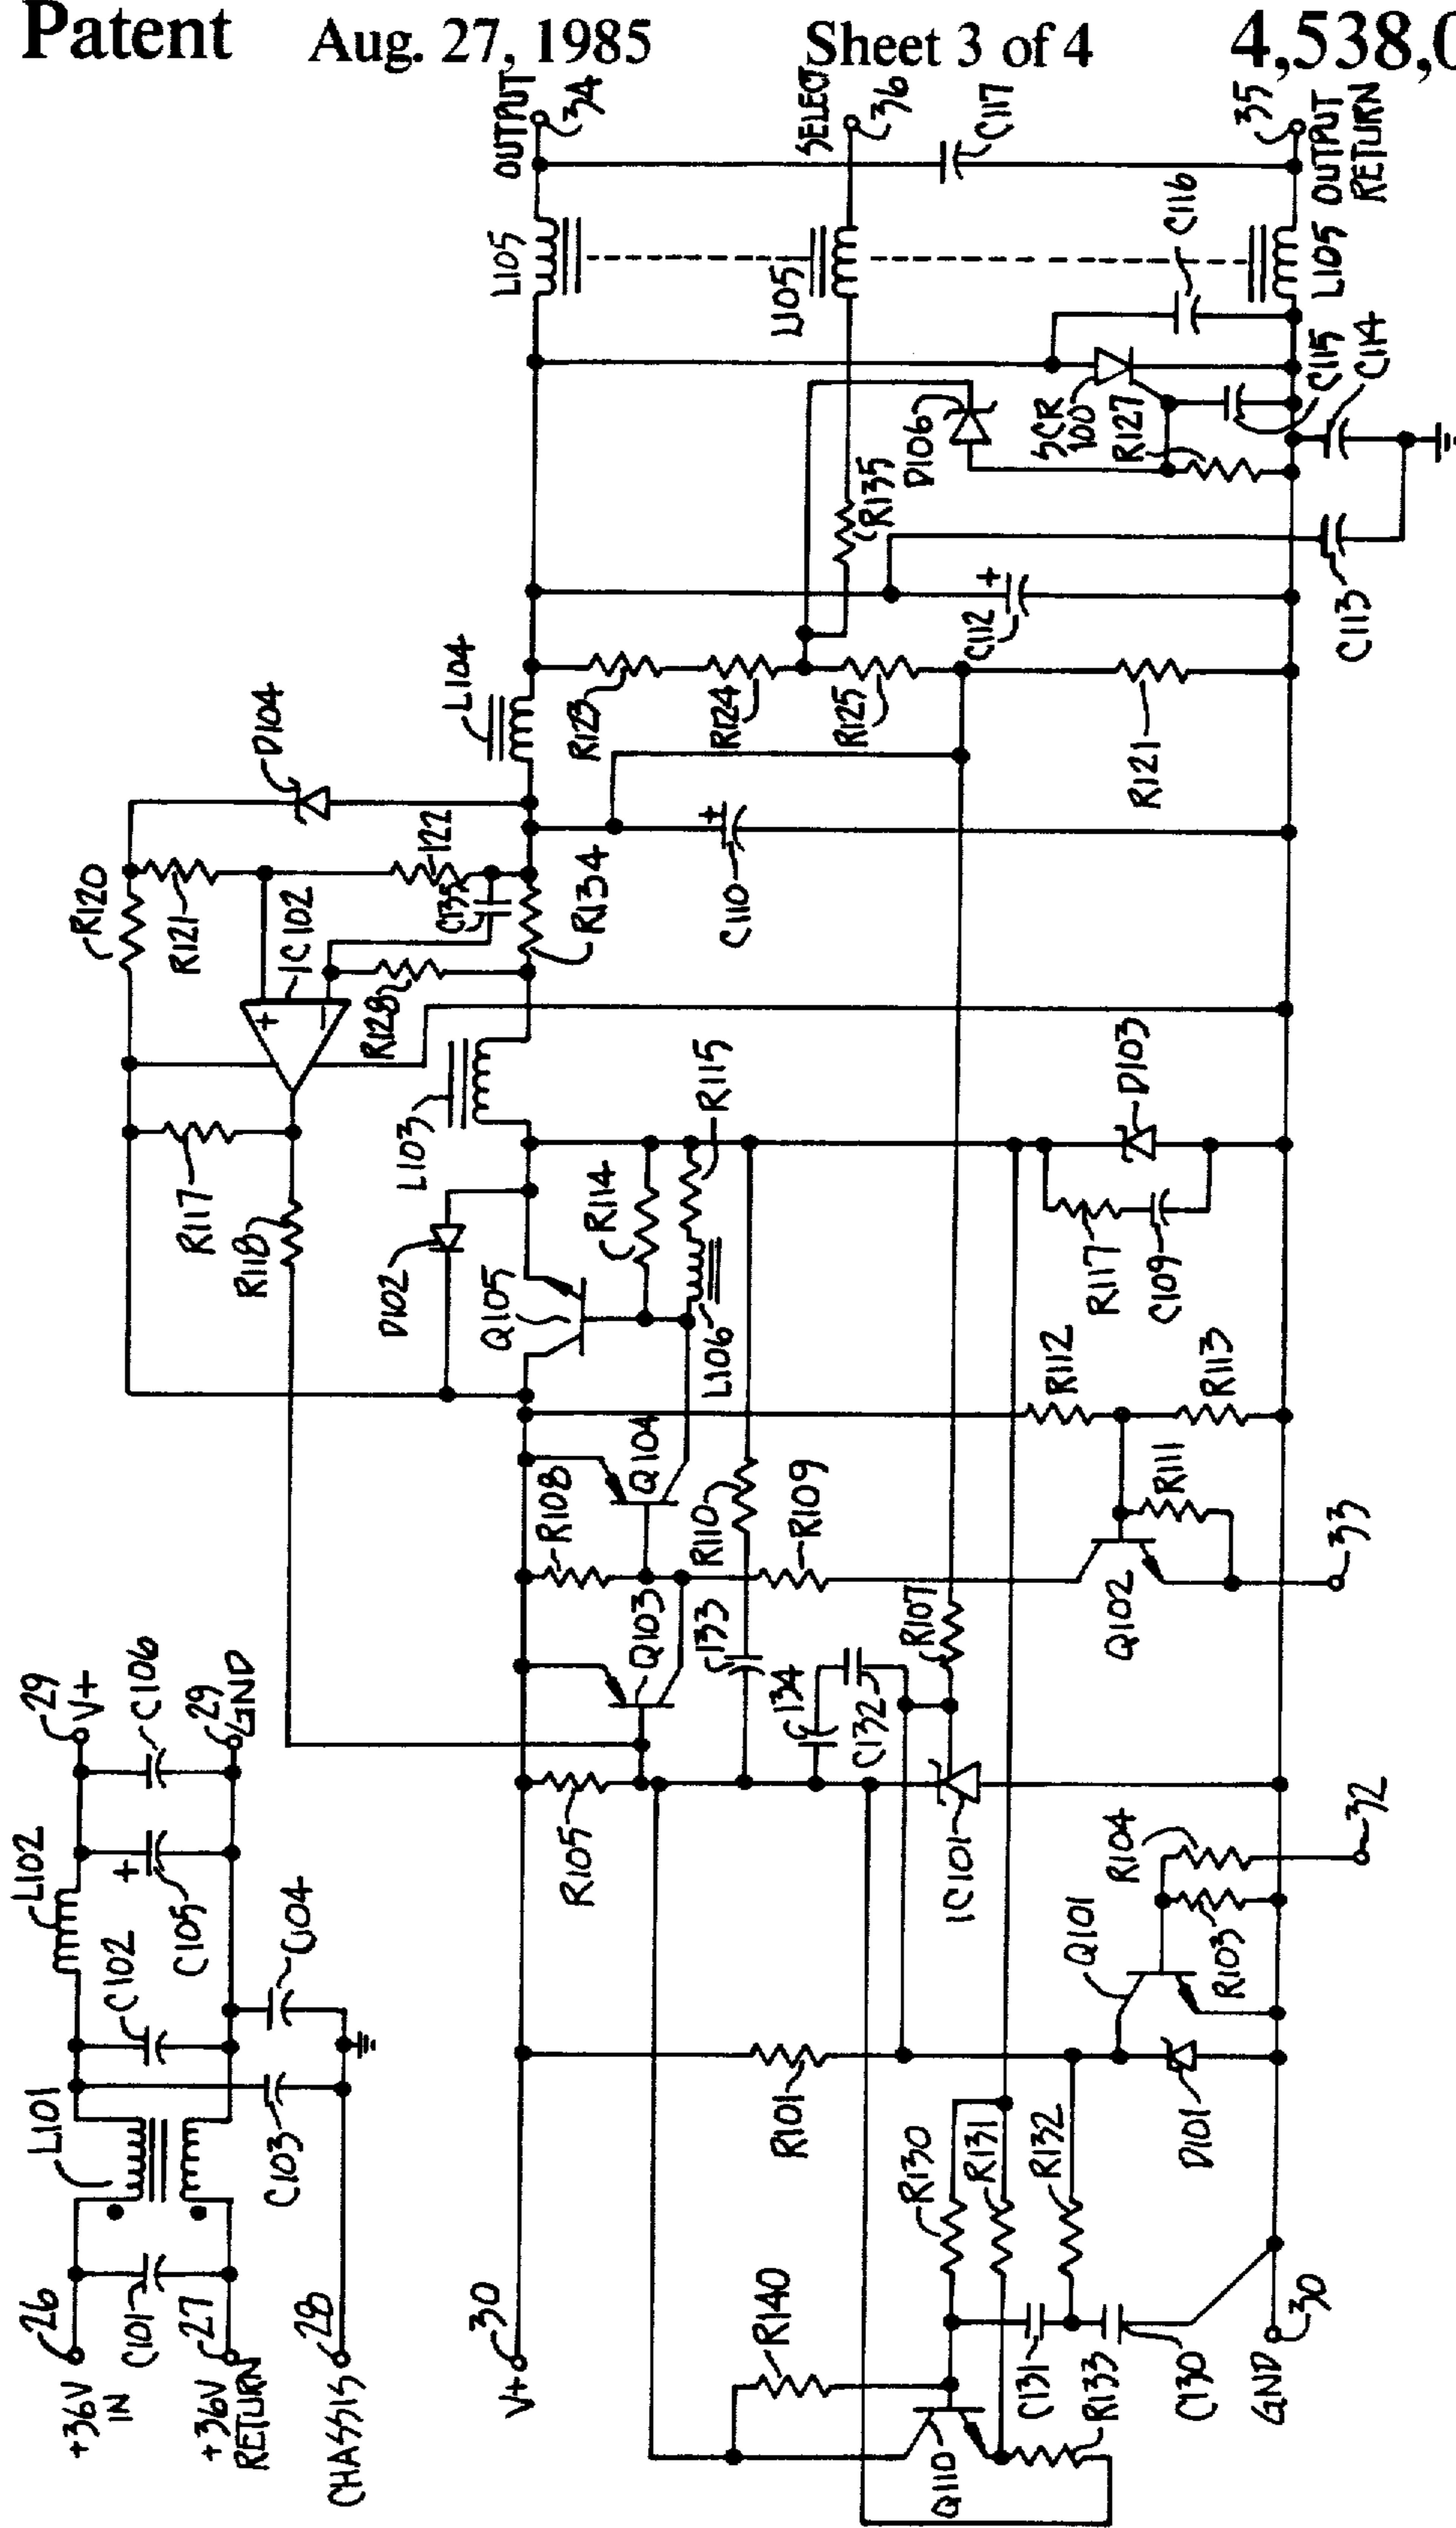 Patent Aug. 27, 1985 Sheet 3 of 4 4,538,0
OUTPUT
34
SELECT
36
C117
35
OUTPUT
RETURN
L105
L105
L105
C116
C115
C114
SCR
100
R127
D106
R135
C112
+
C113
L104
R123
R124
R125
R121
D104
R120
R121
122
IC102
+
C135
R134
C110
+
R128
L103
R115
D103
R117
R118
R114
D102
Q105
L106
R117
C109
R112
R113
Q104
R108
R110
R109
R111
33
Q102
Q103
C133
R107
C134
C132
29
V+
C106
29
GND
L102
+
C105
C102
C104
L101
C103
26
+36V
IN
C101
27
+36V
RETURN
28
CHASSIS
R105
IC101
R104
32
Q101
R103
R101
D101
30
V+
R130
R131
R132
R140
C131
R133
C130
Q110
GND
30